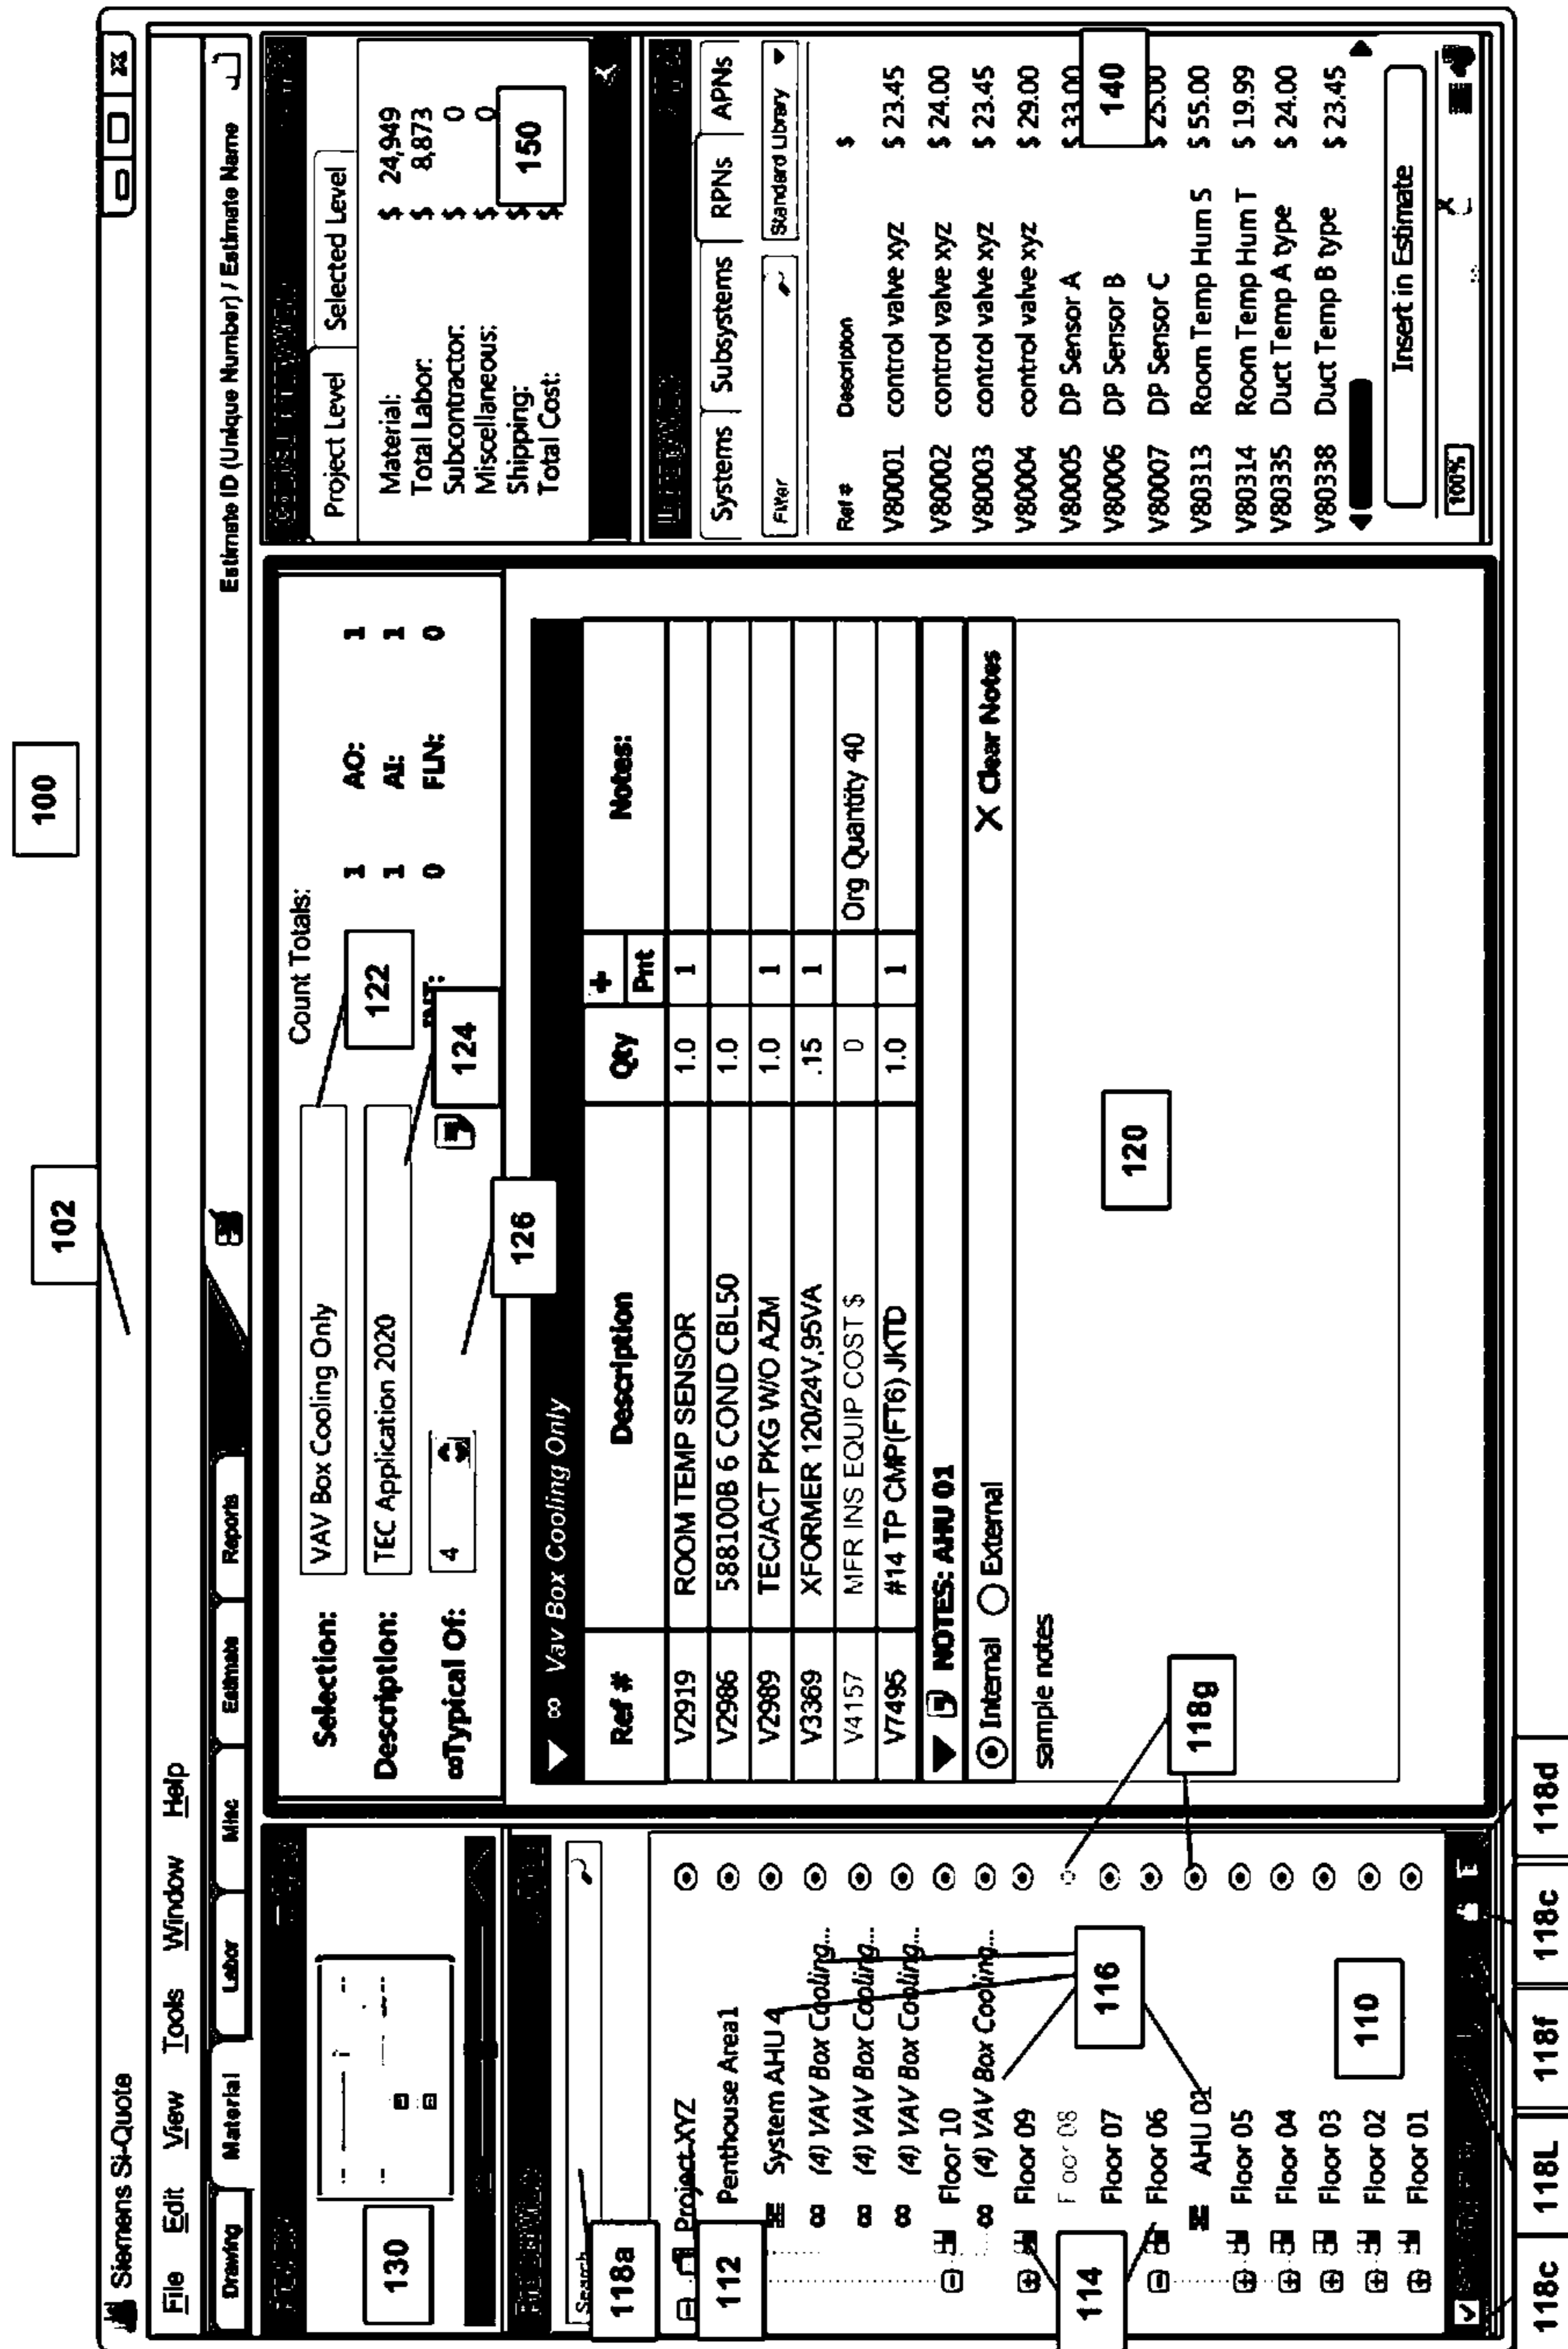 100
102
Siemens Si-Quote
File Edit View Tools Window Help
Drawing Material Labor Misc Estimate Reports
Estimate ID (Unique Number) / Estimate Name
130
Search
118a
Project-XYZ
112
Penthouse Area1
System AHU 4
(4) VAV Box Cooling...
(4) VAV Box Cooling...
(4) VAV Box Cooling...
Floor 10
(4) VAV Box Cooling...
Floor 09
Floor 08
Floor 07
Floor 06
AHU 01
Floor 05
Floor 04
Floor 03
Floor 02
Floor 01
114
116
110
118g
118c 118L 118f 118c 118d
Selection: VAV Box Cooling Only
Description: TEC Application 2020
∞Typical Of: 4
Count Totals:
1 AO: 1
1 AI: 1
0 FLN: 0
122
124
126
∞ Vav Box Cooling Only
Ref # Description Qty + Pnt Notes:
V2919 ROOM TEMP SENSOR 1.0 1
V2986 588100B 6 COND CBL50 1.0
V2989 TEC/ACT PKG W/O AZM 1.0 1
V3369 XFORMER 120/24V,95VA .15 1
V4157 MFR INS EQUIP COST $ 0 Org Quantity 40
V7495 #14 TP CMP(FT6) JKTD 1.0 1
NOTES: AHU 01
Internal External X Clear Notes
sample notes
120
Project Level Selected Level
Material: $ 24,949
Total Labor: $ 8,873
Subcontractor: $ 0
Miscellaneous: $ 0
Shipping: $
Total Cost: $
150
Systems Subsystems RPNs APNs
Filter Standard Library
Ref # Description $
V80001 control valve xyz $ 23.45
V80002 control valve xyz $ 24.00
V80003 control valve xyz $ 23.45
V80004 control valve xyz $ 29.00
V80005 DP Sensor A $ 33.00
V80006 DP Sensor B
V80007 DP Sensor C $ 25.00
140
V80313 Room Temp Hum S $ 55.00
V80314 Room Temp Hum T $ 19.99
V80335 Duct Temp A type $ 24.00
V80338 Duct Temp B type $ 23.45
Insert in Estimate
100%